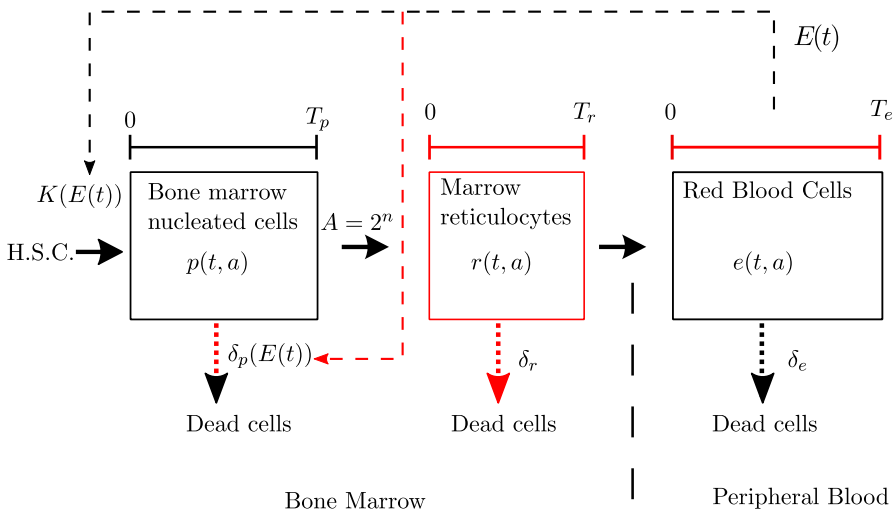 E(t)
0
T_p
0
T_r
0
T_e
K(E(t))
Bone marrow
nucleated cells
p(t, a)
A = 2^n
Marrow
reticulocytes
r(t, a)
Red Blood Cells
e(t, a)
H.S.C.
δ_p(E(t))
δ_r
δ_e
Dead cells
Dead cells
Dead cells
Bone Marrow
Peripheral Blood